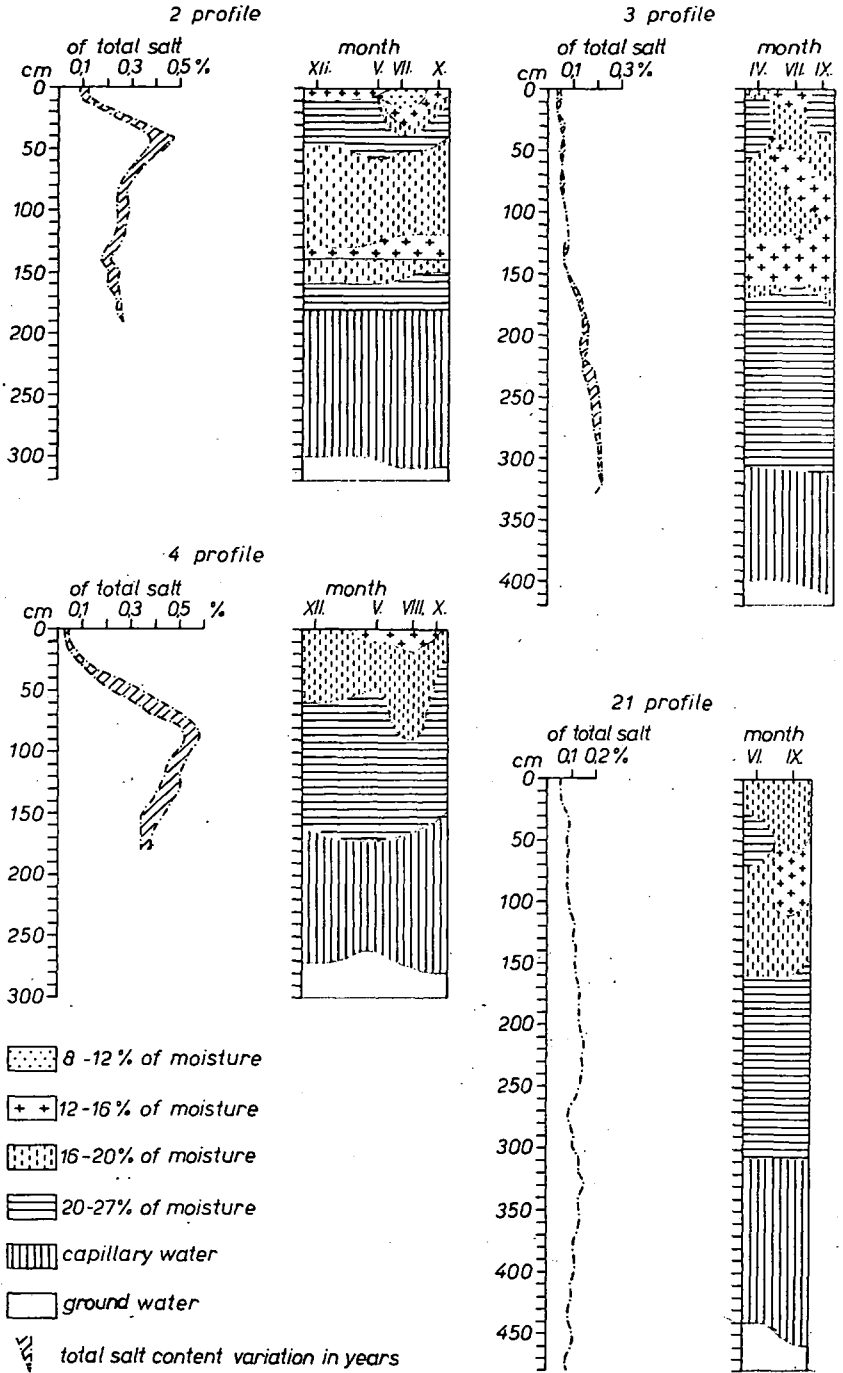 2 profile
of total salt
cm 0,1 0,3 0,5 %
month
XII. V. VII. X.
0
50
100
150
200
250
300
3 profile
of total salt
cm 0,1 0,3 %
month
IV. VII. IX.
0
50
100
150
200
250
300
350
400
4 profile
of total salt
cm 0,1 0,3 0,5 %
month
XII. V. VIII. X.
0
50
100
150
200
250
300
21 profile
of total salt
cm 0,1 0,2 %
month
VI. IX.
0
50
100
150
200
250
300
350
400
450
8 - 12 % of moisture
12 - 16 % of moisture
16 - 20% of moisture
20 - 27% of moisture
capillary water
ground water
total salt content variation in years